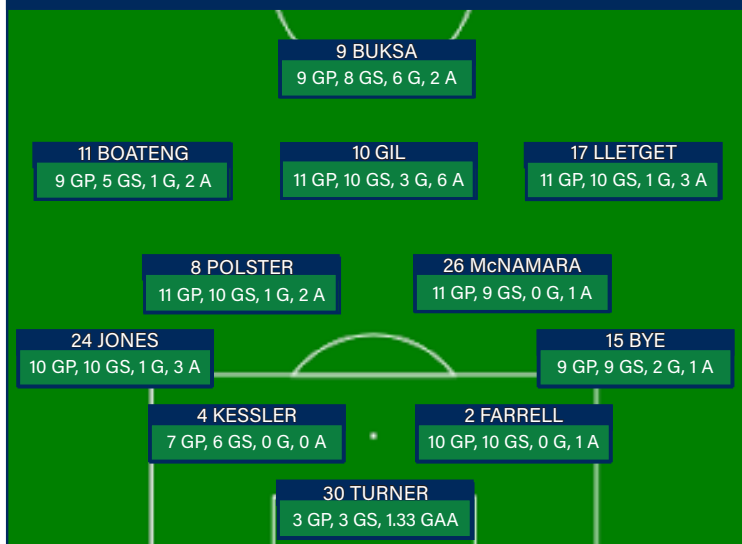 9 BUKSA
9 GP, 8 GS, 6 G, 2 A
11 BOATENG
9 GP, 5 GS, 1 G, 2 A
10 GIL
11 GP, 10 GS, 3 G, 6 A
17 LLETGET
11 GP, 10 GS, 1 G, 3 A
8 POLSTER
11 GP, 10 GS, 1 G, 2 A
26 McNAMARA
11 GP, 9 GS, 0 G, 1 A
24 JONES
10 GP, 10 GS, 1 G, 3 A
15 BYE
9 GP, 9 GS, 2 G, 1 A
4 KESSLER
7 GP, 6 GS, 0 G, 0 A
2 FARRELL
10 GP, 10 GS, 0 G, 1 A
30 TURNER
3 GP, 3 GS, 1.33 GAA